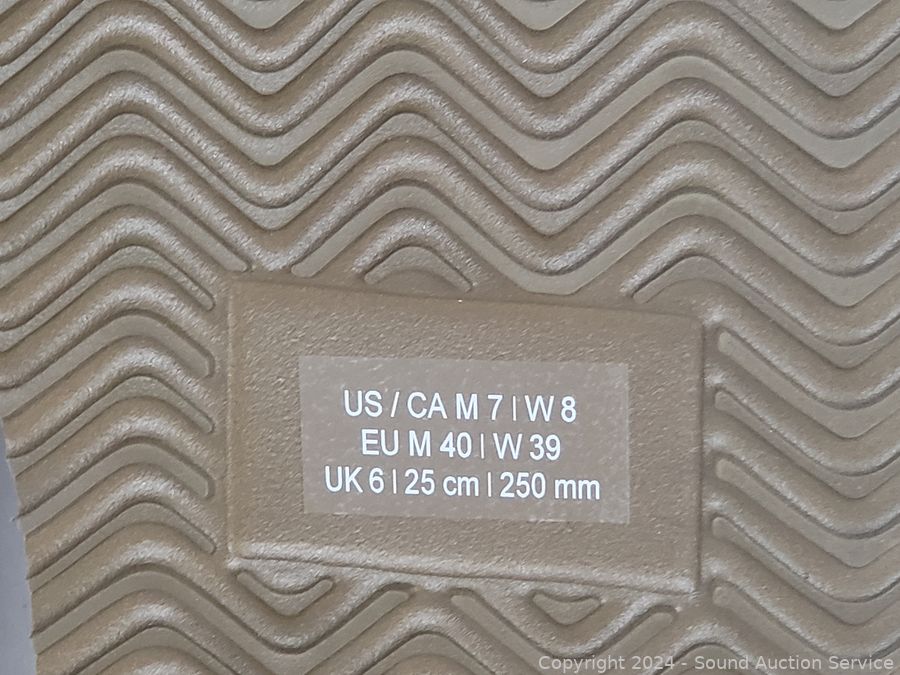 US / CA M 7 | W 8
EU M 40 | W 39
UK 6 | 25 cm | 250 mm
Copyright 2024 - Sound Auction Service